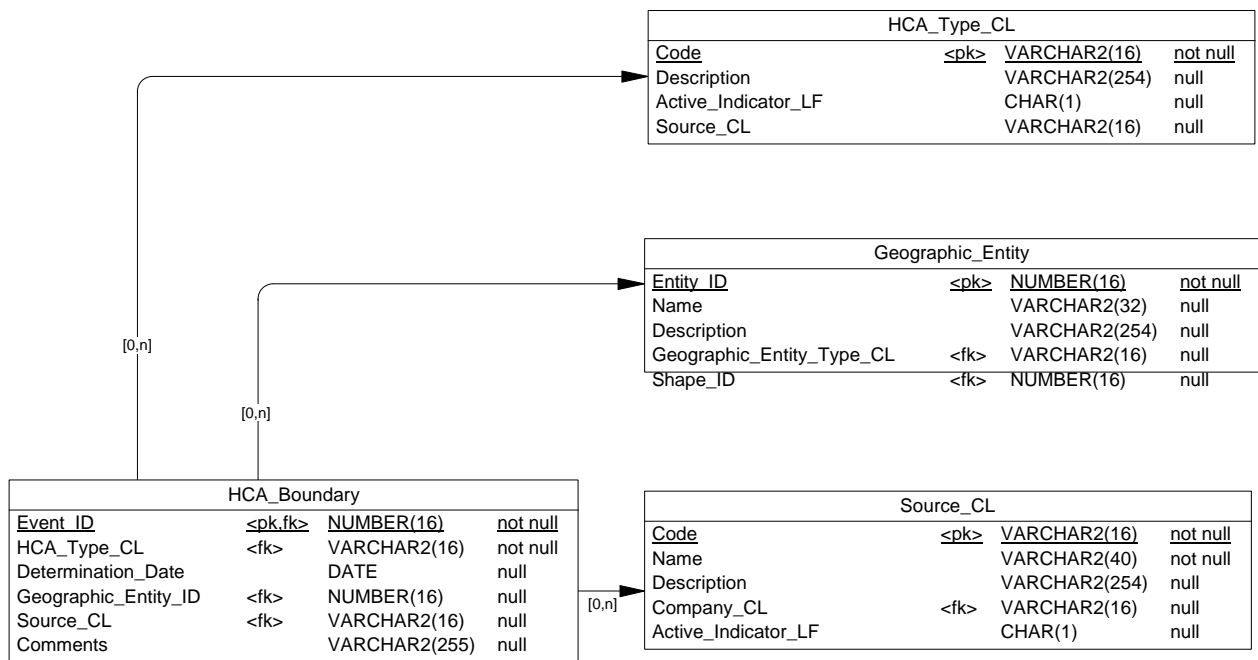 HCA_Type_CL
Code <pk> VARCHAR2(16) not null
Description VARCHAR2(254) null
Active_Indicator_LF CHAR(1) null
Source_CL VARCHAR2(16) null
Geographic_Entity
Entity_ID <pk> NUMBER(16) not null
Name VARCHAR2(32) null
Description VARCHAR2(254) null
Geographic_Entity_Type_CL <fk> VARCHAR2(16) null
Shape_ID <fk> NUMBER(16) null
[0,n]
[0,n]
HCA_Boundary
Event_ID <pk,fk> NUMBER(16) not null
HCA_Type_CL <fk> VARCHAR2(16) not null
Determination_Date DATE null
Geographic_Entity_ID <fk> NUMBER(16) null
Source_CL <fk> VARCHAR2(16) null
Comments VARCHAR2(255) null
[0,n]
Source_CL
Code <pk> VARCHAR2(16) not null
Name VARCHAR2(40) not null
Description VARCHAR2(254) null
Company_CL <fk> VARCHAR2(16) null
Active_Indicator_LF CHAR(1) null